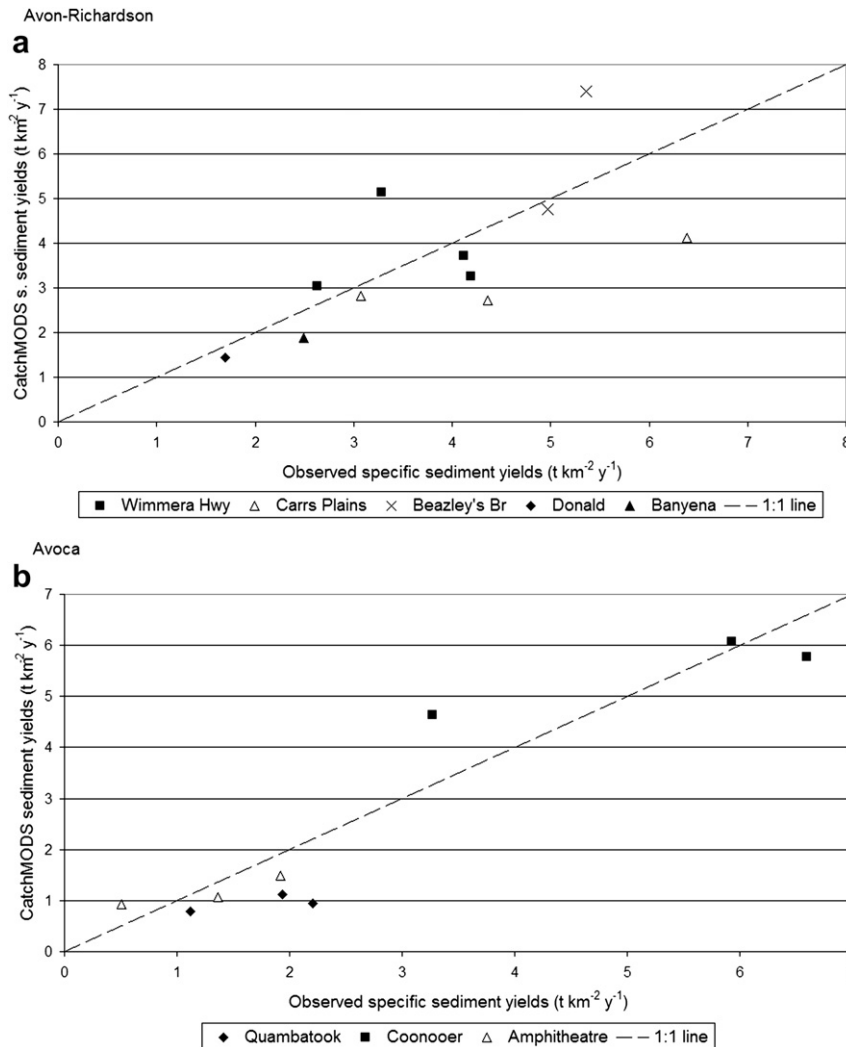 Avon-Richardson
a
CatchMODS s. sediment yields (t km-2 y-1)
8
7
6
5
4
3
2
1
0
0 1 2 3 4 5 6 7 8
Observed specific sediment yields (t km-2 y-1)
Wimmera Hwy Carrs Plains Beazley's Br Donald Banyena 1:1 line
Avoca
b
CatchMODS sediment yields (t km-2 y-1)
7
6
5
4
3
2
1
0
0 1 2 3 4 5 6
Observed specific sediment yields (t km-2 y-1)
Quambatook Coonooer Amphitheatre 1:1 line